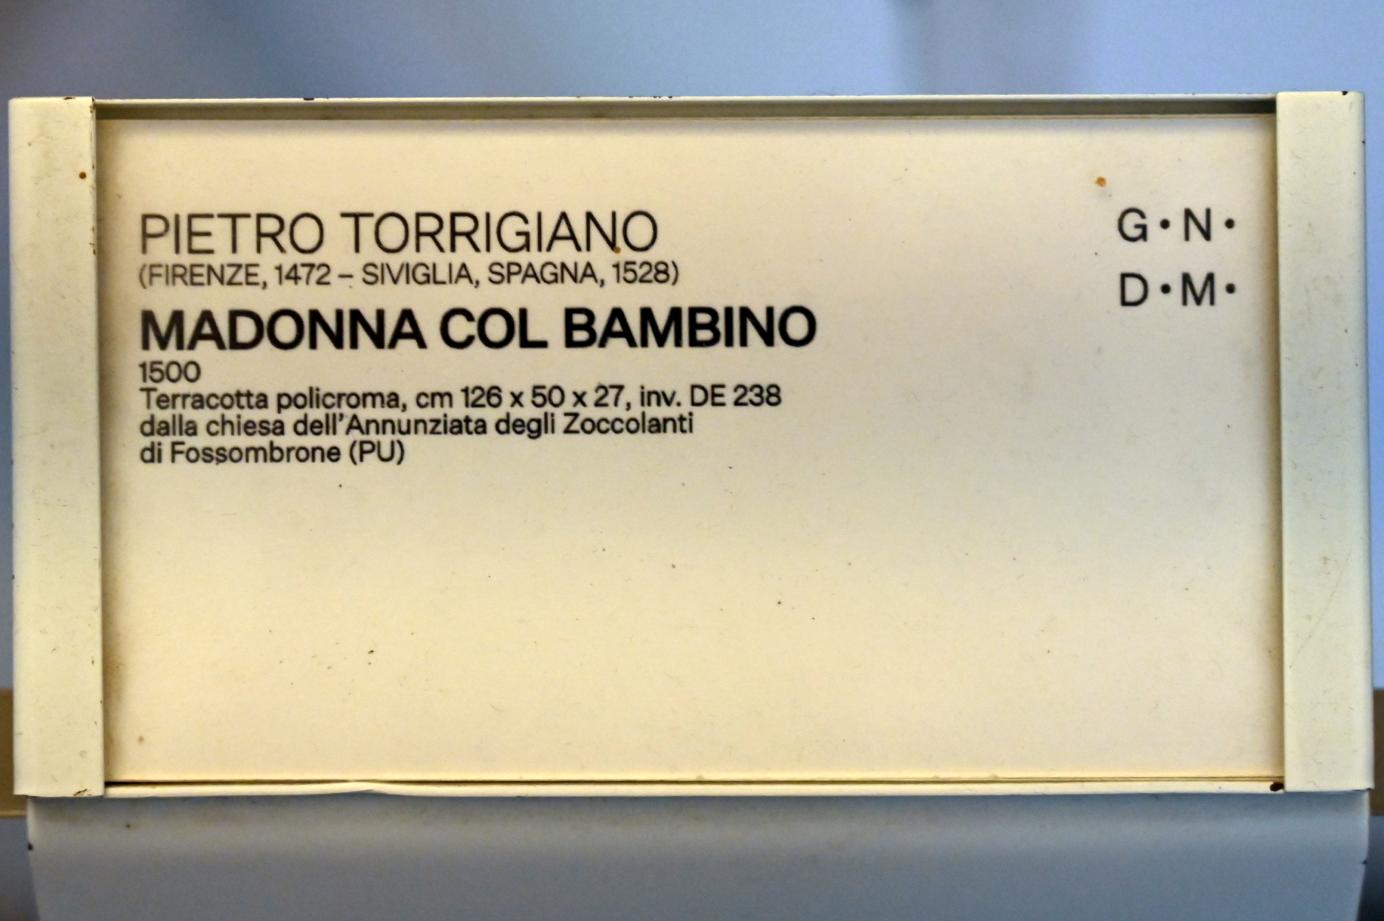 PIETRO TORRIGIANO
(FIRENZE, 1472 – SIVIGLIA, SPAGNA, 1528)
MADONNA COL BAMBINO
1500
Terracotta policroma, cm 126 x 50 x 27, inv. DE 238
dalla chiesa dell'Annunziata degli Zoccolanti
di Fossombrone (PU)
G·N·
D·M·